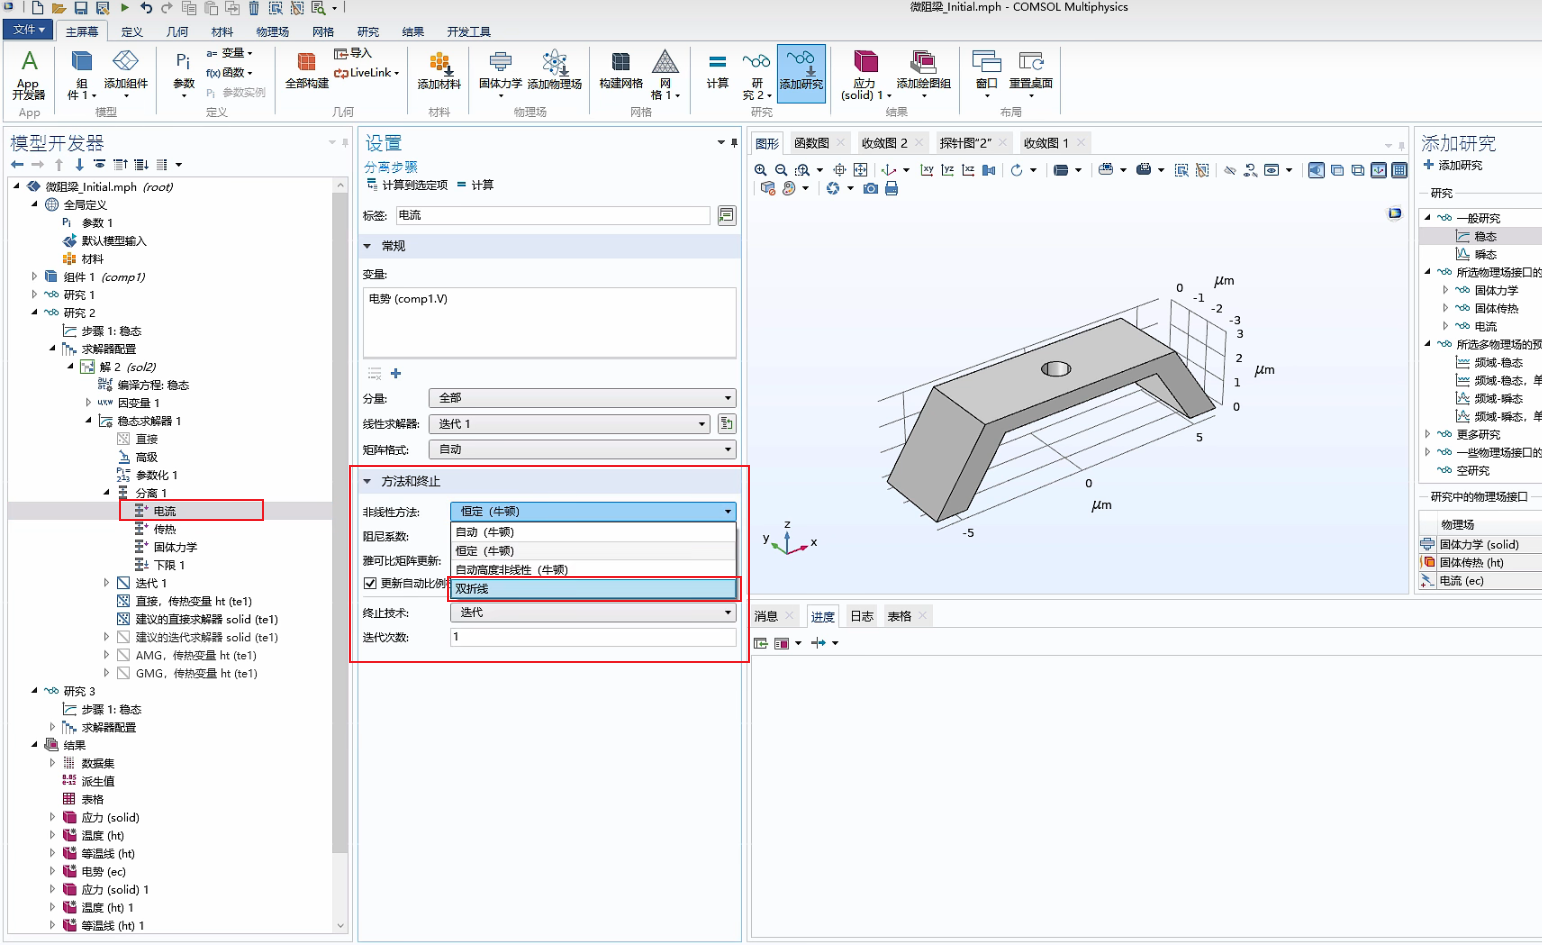 微阻梁_Initial.mph - COMSOL Multiphysics
文件 主屏幕 定义 几何 材料 物理场 网格 研究 结果 开发工具
App 开发器
组件 1
添加组件
参数
a= 变量
f(x) 函数
Pi 参数实例
全部构建
导入
LiveLink
添加材料
固体力学
添加物理场
构建网格
网格 1
计算
研究 2
添加研究
应力 (solid) 1
添加绘图组
窗口
重置桌面
App 模型 定义 几何 材料 物理场 网格 研究 结果 布局
模型开发器
微阻梁_Initial.mph (root)
全局定义
Pi 参数 1
默认模型输入
材料
组件 1 (comp1)
研究 1
研究 2
步骤 1: 稳态
求解器配置
解 2 (sol2)
编译方程: 稳态
因变量 1
稳态求解器 1
直接
高级
参数化 1
分离 1
电流
传热
固体力学
下限 1
迭代 1
直接，传热变量 ht (te1)
建议的直接求解器 solid (te1)
建议的迭代求解器 solid (te1)
AMG，传热变量 ht (te1)
GMG，传热变量 ht (te1)
研究 3
步骤 1: 稳态
求解器配置
结果
数据集
派生值
表格
应力 (solid)
温度 (ht)
等温线 (ht)
电势 (ec)
应力 (solid) 1
温度 (ht) 1
等温线 (ht) 1
设置
分离步骤
计算到选定项 = 计算
标签: 电流
常规
变量:
电势 (comp1.V)
分量: 全部
线性求解器: 迭代 1
矩阵格式: 自动
方法和终止
非线性方法: 恒定（牛顿）
自动（牛顿）
阻尼系数:
恒定（牛顿）
雅可比矩阵更新:
自动高度非线性（牛顿）
更新自动比例
双折线
终止技术: 迭代
迭代次数: 1
图形 函数图 收敛图 2 探针图“2” 收敛图 1
xy yz xz
0 μm
-1
-2
-3
3
2
μm
1
0
5
0
μm
-5
z
y
x
消息 进度 日志 表格
添加研究
+ 添加研究
研究
一般研究
稳态
瞬态
所选物理场接口的
固体力学
固体传热
电流
所选多物理场的预
频域-稳态
频域-稳态，单
频域-瞬态
频域-瞬态，单
更多研究
一些物理场接口的
空研究
研究中的物理场接口
物理场
固体力学 (solid)
固体传热 (ht)
电流 (ec)